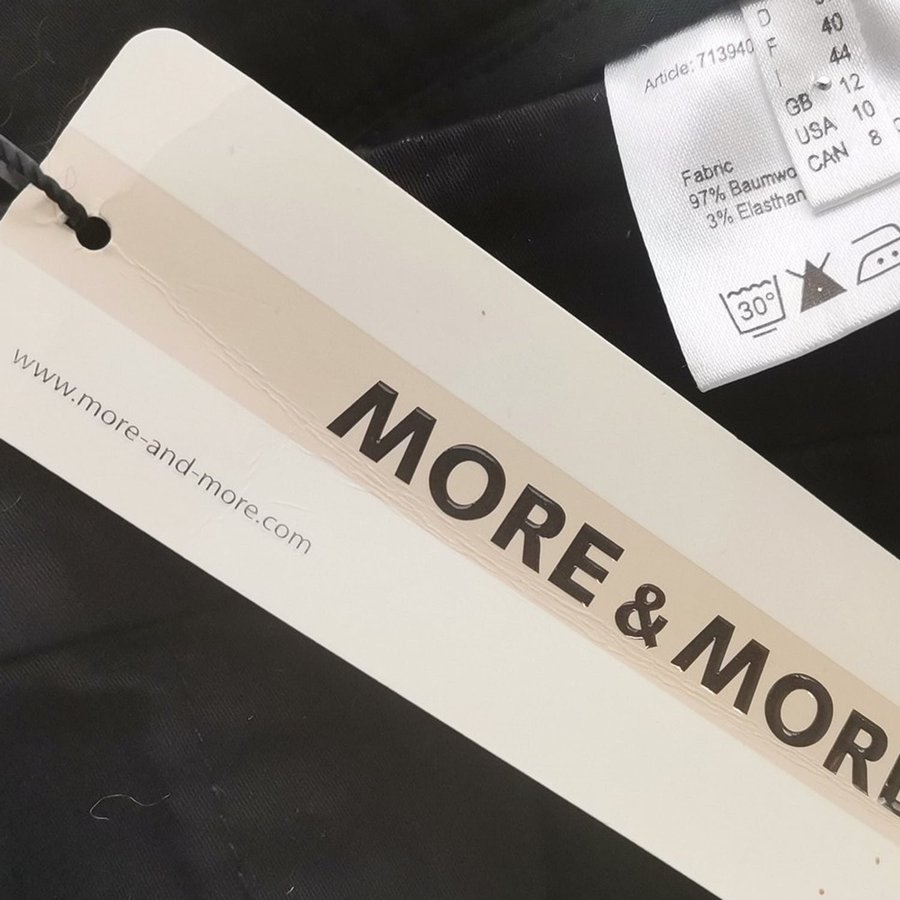 www.more-and-more.com
MORE & MORE
Article: 713940
D
F 40
I 44
GB 12
USA 10
CAN 8
Fabric
97% Baumwo
3% Elasthan
30°